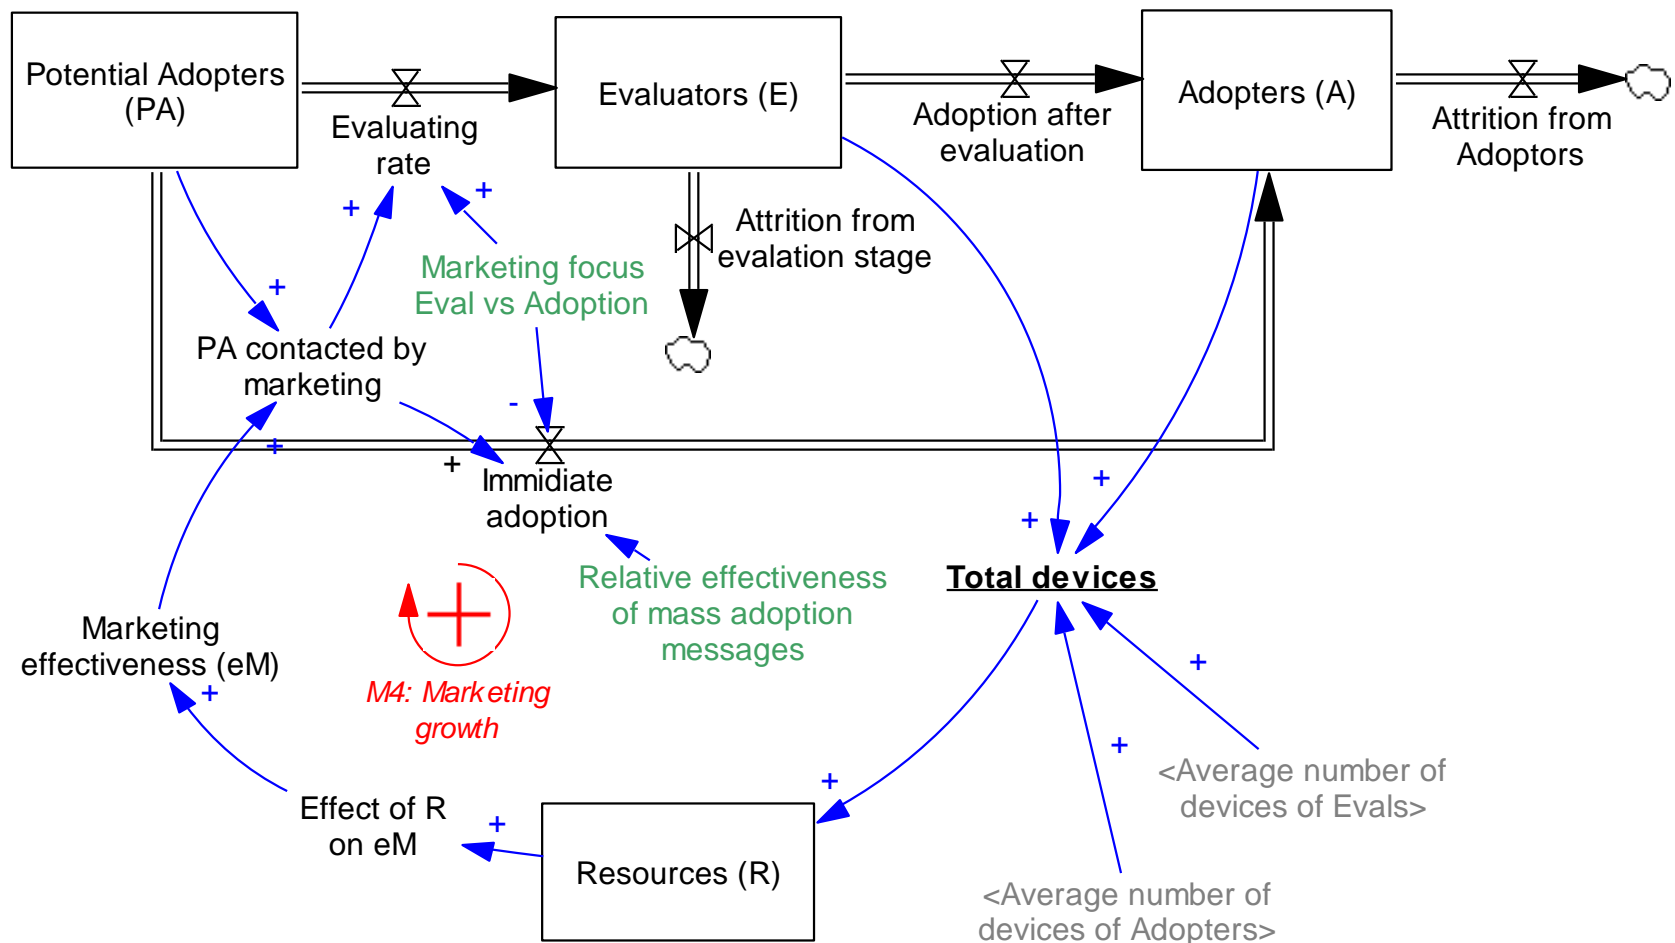 Potential Adopters
(PA)
Evaluating
rate
Evaluators (E)
Adoption after
evaluation
Adopters (A)
Attrition from
Adoptors
+
+
Attrition from
evalation stage
Marketing focus
Eval vs Adoption
+
PA contacted by
marketing
-
+
+
Immidiate
adoption
+
+
Relative effectiveness
of mass adoption
messages
Total devices
Marketing
effectiveness (eM)
+
M4: Marketing
growth
+
+
+
<Average number of
devices of Evals>
Effect of R
on eM
+
Resources (R)
<Average number of
devices of Adopters>